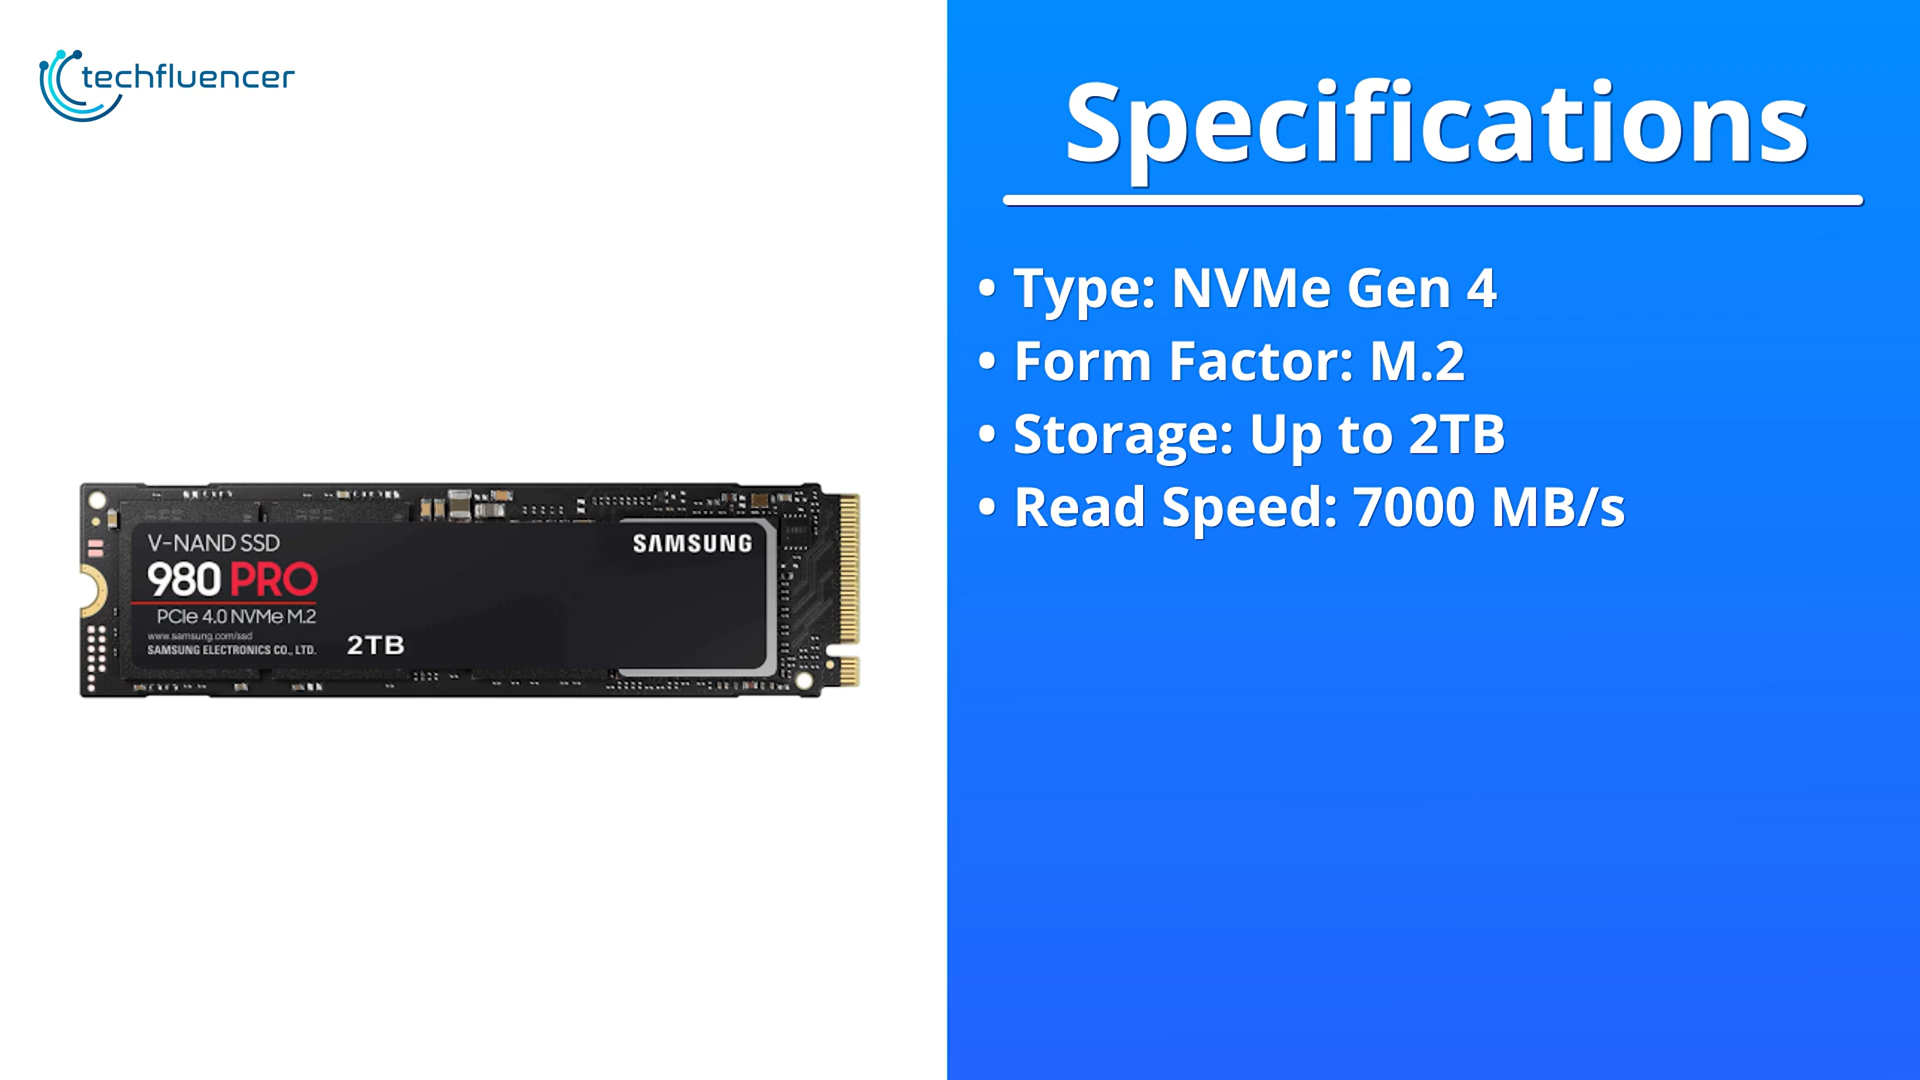 techfluencer
V-NAND SSD
980 PRO
PCIe 4.0 NVMe M.2
www.samsung.com/ssd
SAMSUNG ELECTRONICS CO., LTD.
2TB
SAMSUNG
Specifications
• Type: NVMe Gen 4
• Form Factor: M.2
• Storage: Up to 2TB
• Read Speed: 7000 MB/s